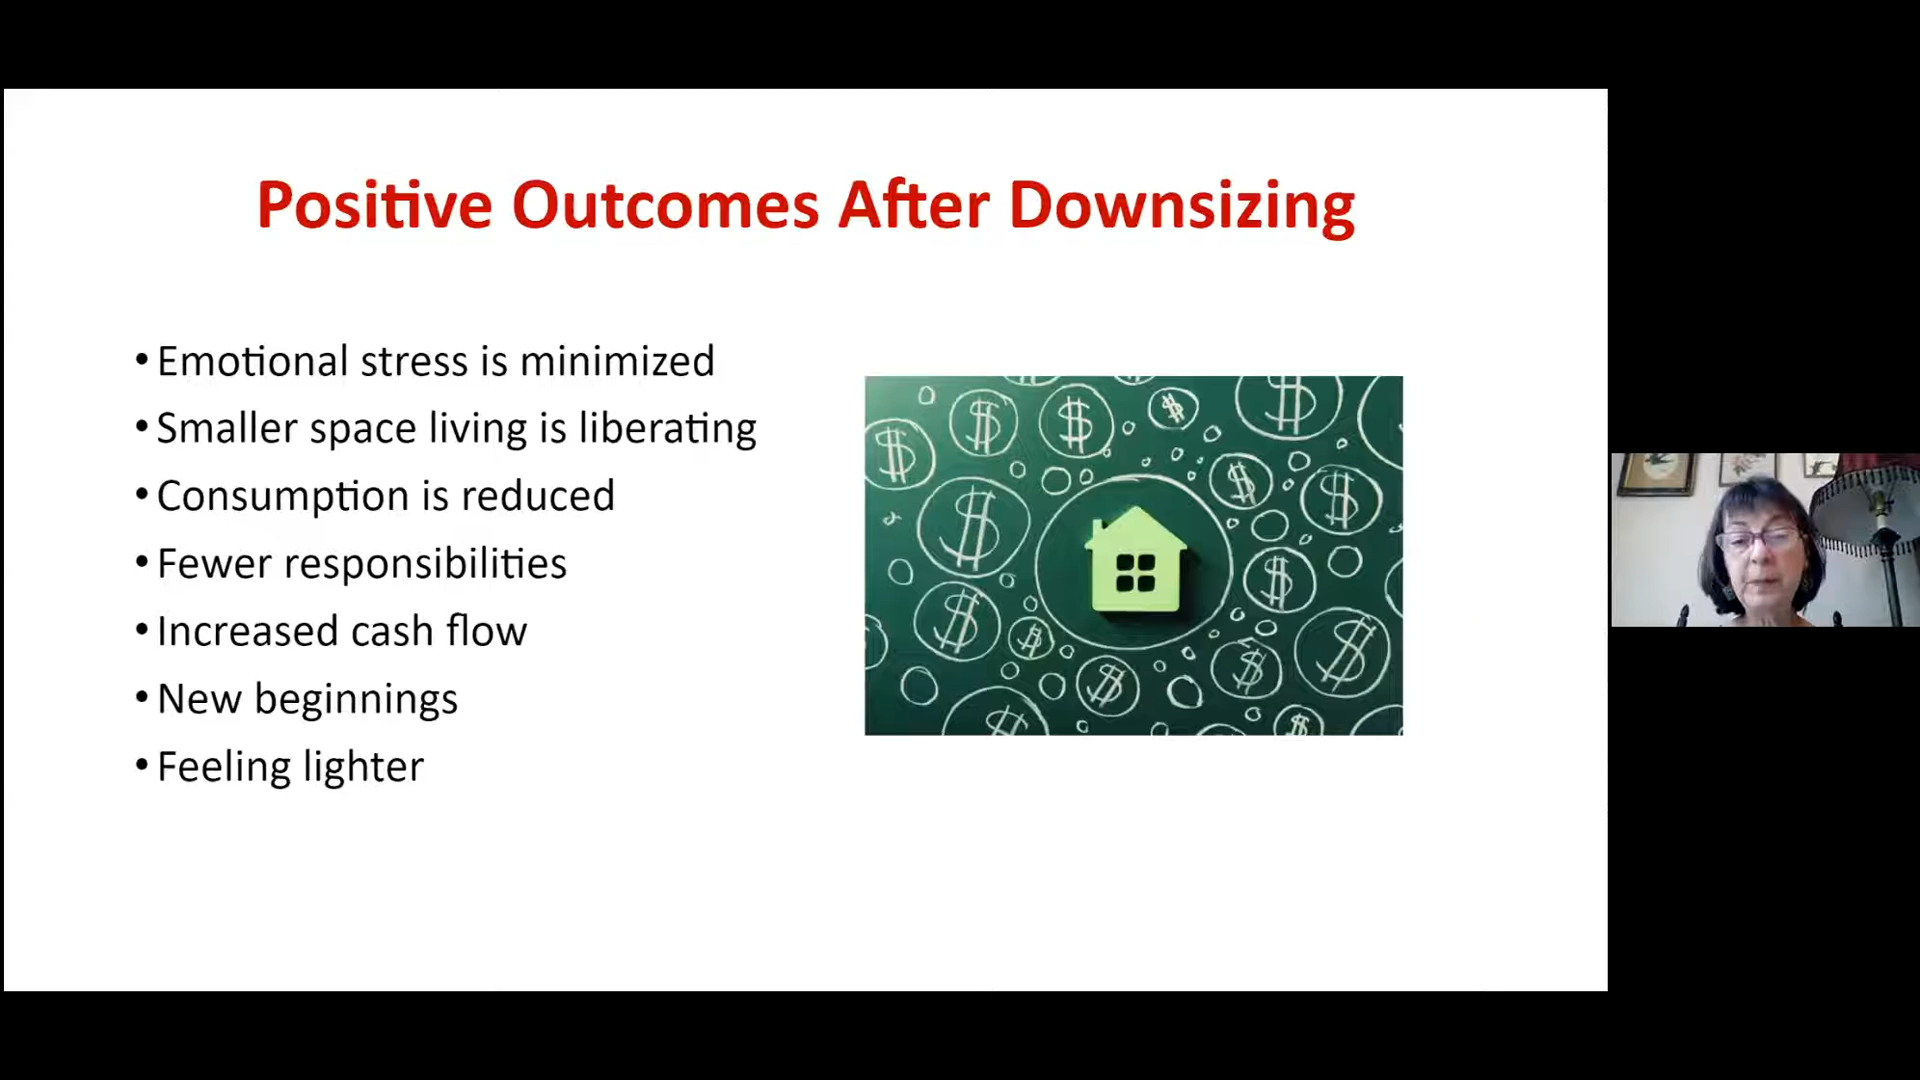 Positive Outcomes After Downsizing
• Emotional stress is minimized
• Smaller space living is liberating
• Consumption is reduced
• Fewer responsibilities
• Increased cash flow
• New beginnings
• Feeling lighter